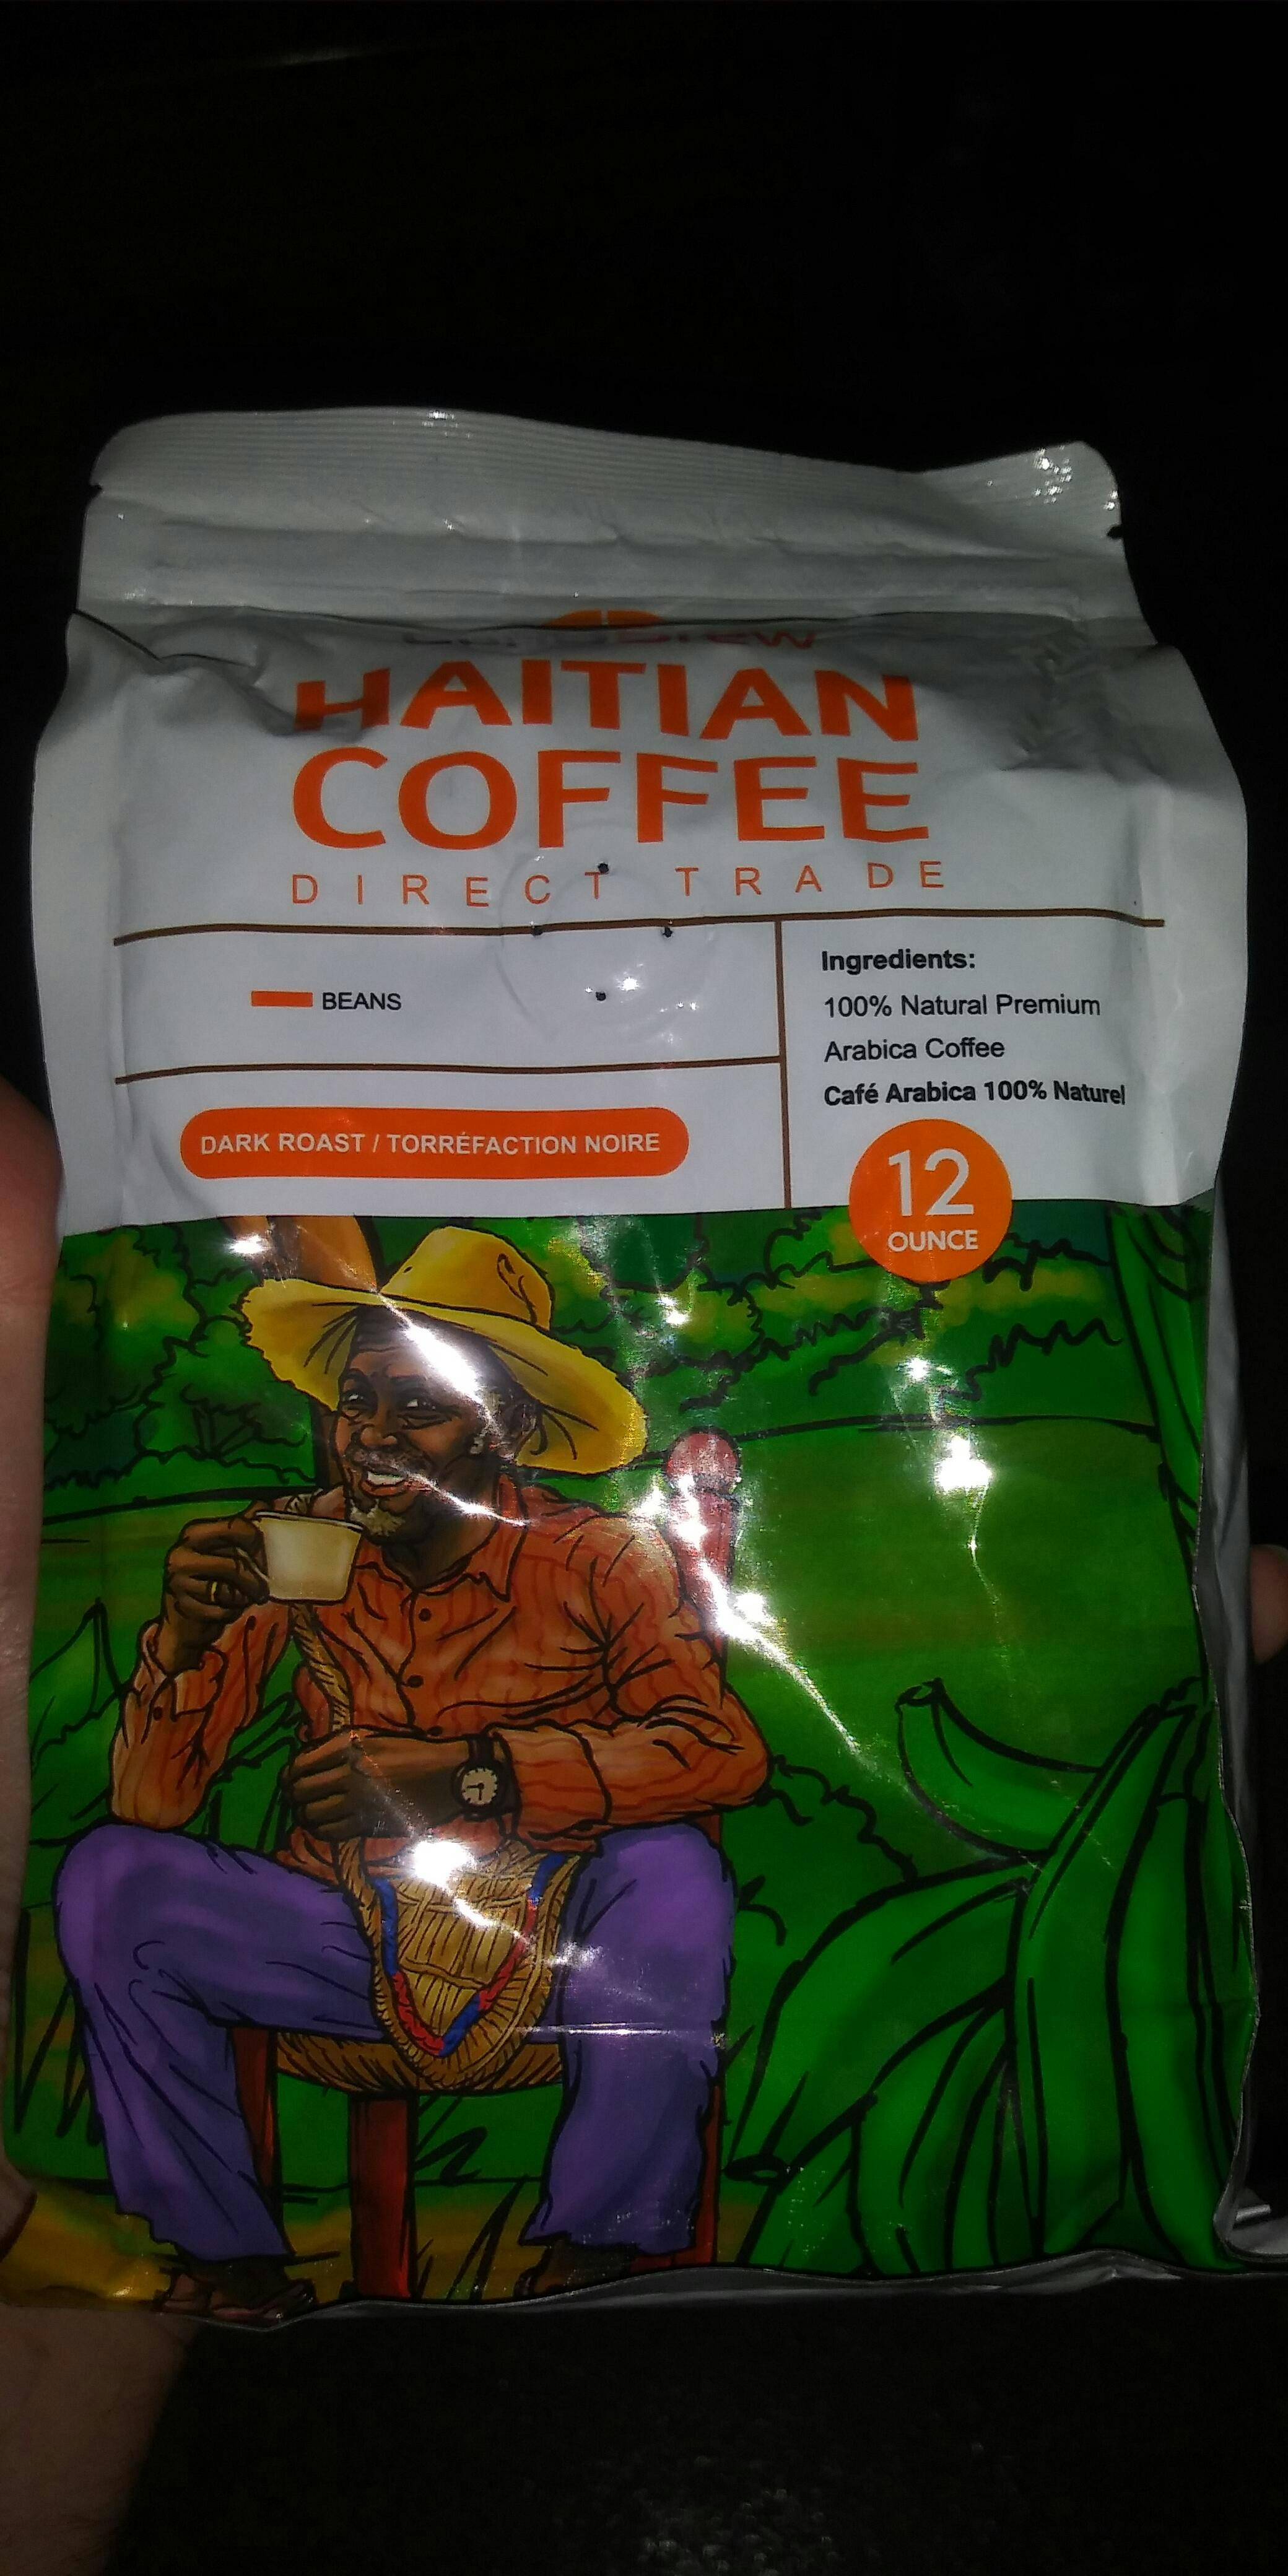 HAITIAN
COFFEE
DIRECT TRADE
BEANS
DARK ROAST / TORRÉFACTION NOIRE
Ingredients:
100% Natural Premium
Arabica Coffee
Café Arabica 100% Naturel
12
OUNCE